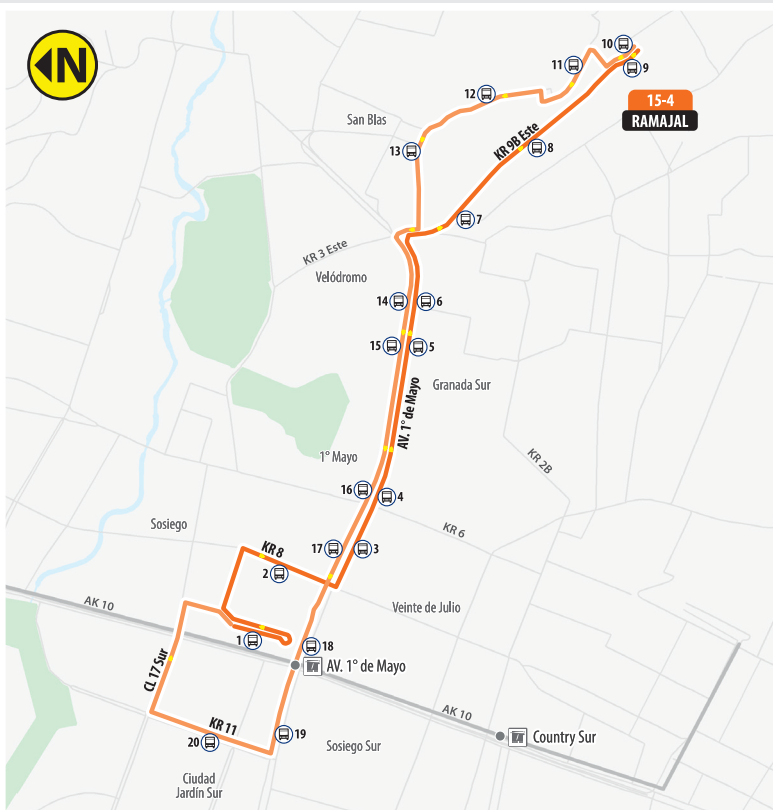 N
10
9
11
12
15-4
RAMAJAL
San Blas
13
KR 9B Este
8
7
KR 3 Este
Velódromo
14
6
15
5
Granada Sur
AV. 1° de Mayo
1° Mayo
KR 2B
16
4
KR 6
Sosiego
KR 8
17
3
2
AK 10
Veinte de Julio
1
18
AV. 1° de Mayo
CL 17 Sur
AK 10
KR 11
19
20
Country Sur
Sosiego Sur
Ciudad
Jardín Sur